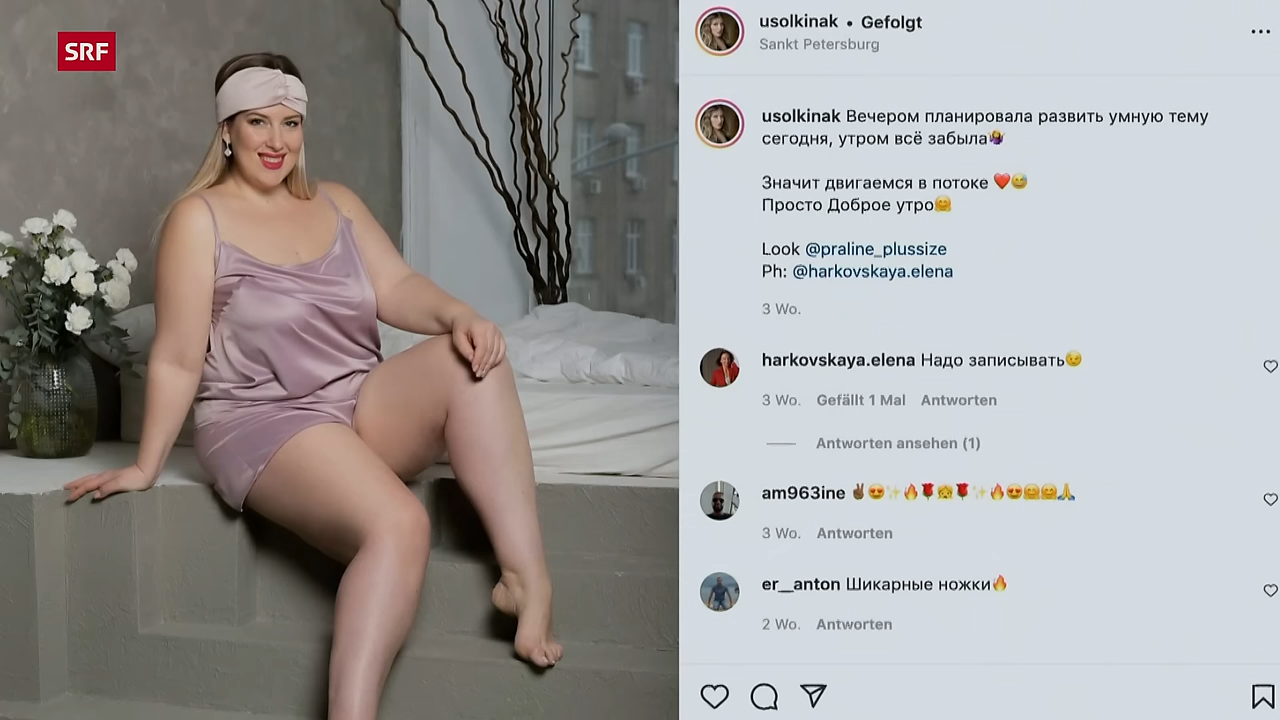 SRF
usolkinak • Gefolgt
Sankt Petersburg
usolkinak Вечером планировала развить умную тему
сегодня, утром всё забыла🤷‍♀️
Значит двигаемся в потоке ❤️😅
Просто Доброе утро🤗
Look @praline_plussize
Ph: @harkovskaya.elena
3 Wo.
harkovskaya.elena Надо записывать😉
3 Wo. Gefällt 1 Mal Antworten
Antworten ansehen (1)
am963ine ✌🏾😍✨🔥🌹👧🌹✨🔥😍🤗🤗🙏
3 Wo. Antworten
er__anton Шикарные ножки🔥
2 Wo. Antworten